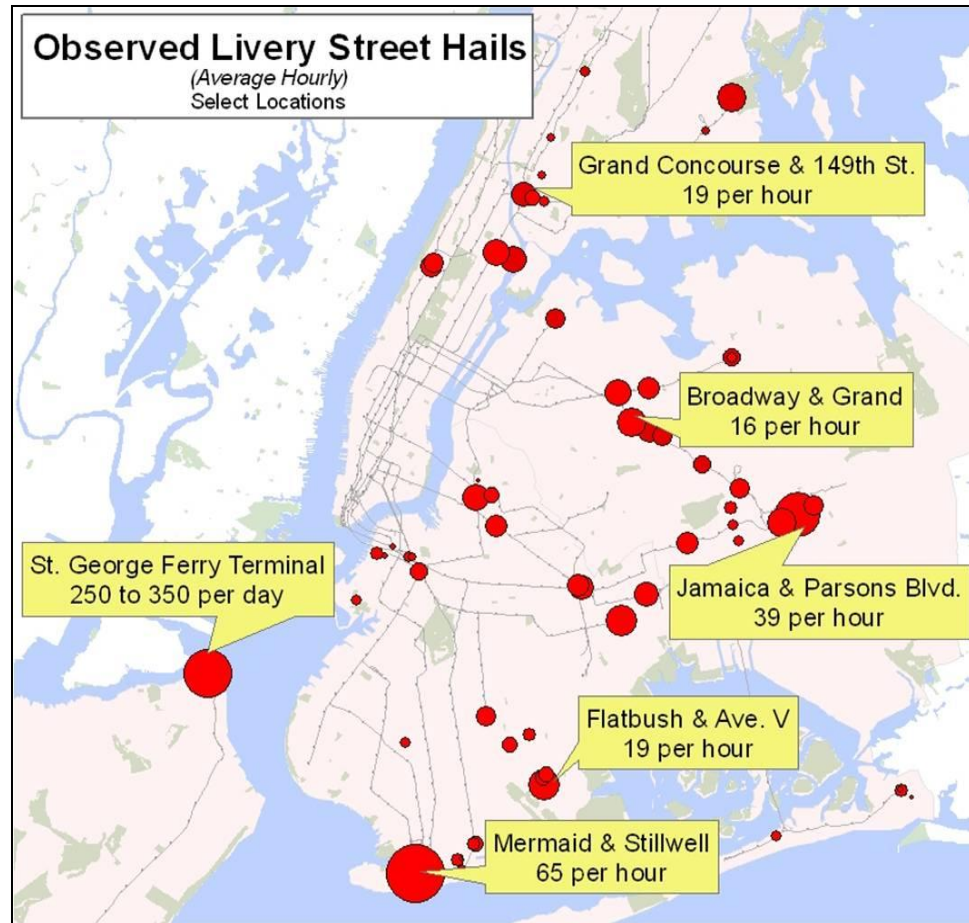 Observed Livery Street Hails
(Average Hourly)
Select Locations
Grand Concourse & 149th St.
19 per hour
Broadway & Grand
16 per hour
St. George Ferry Terminal
250 to 350 per day
Jamaica & Parsons Blvd.
39 per hour
Flatbush & Ave. V
19 per hour
Mermaid & Stillwell
65 per hour